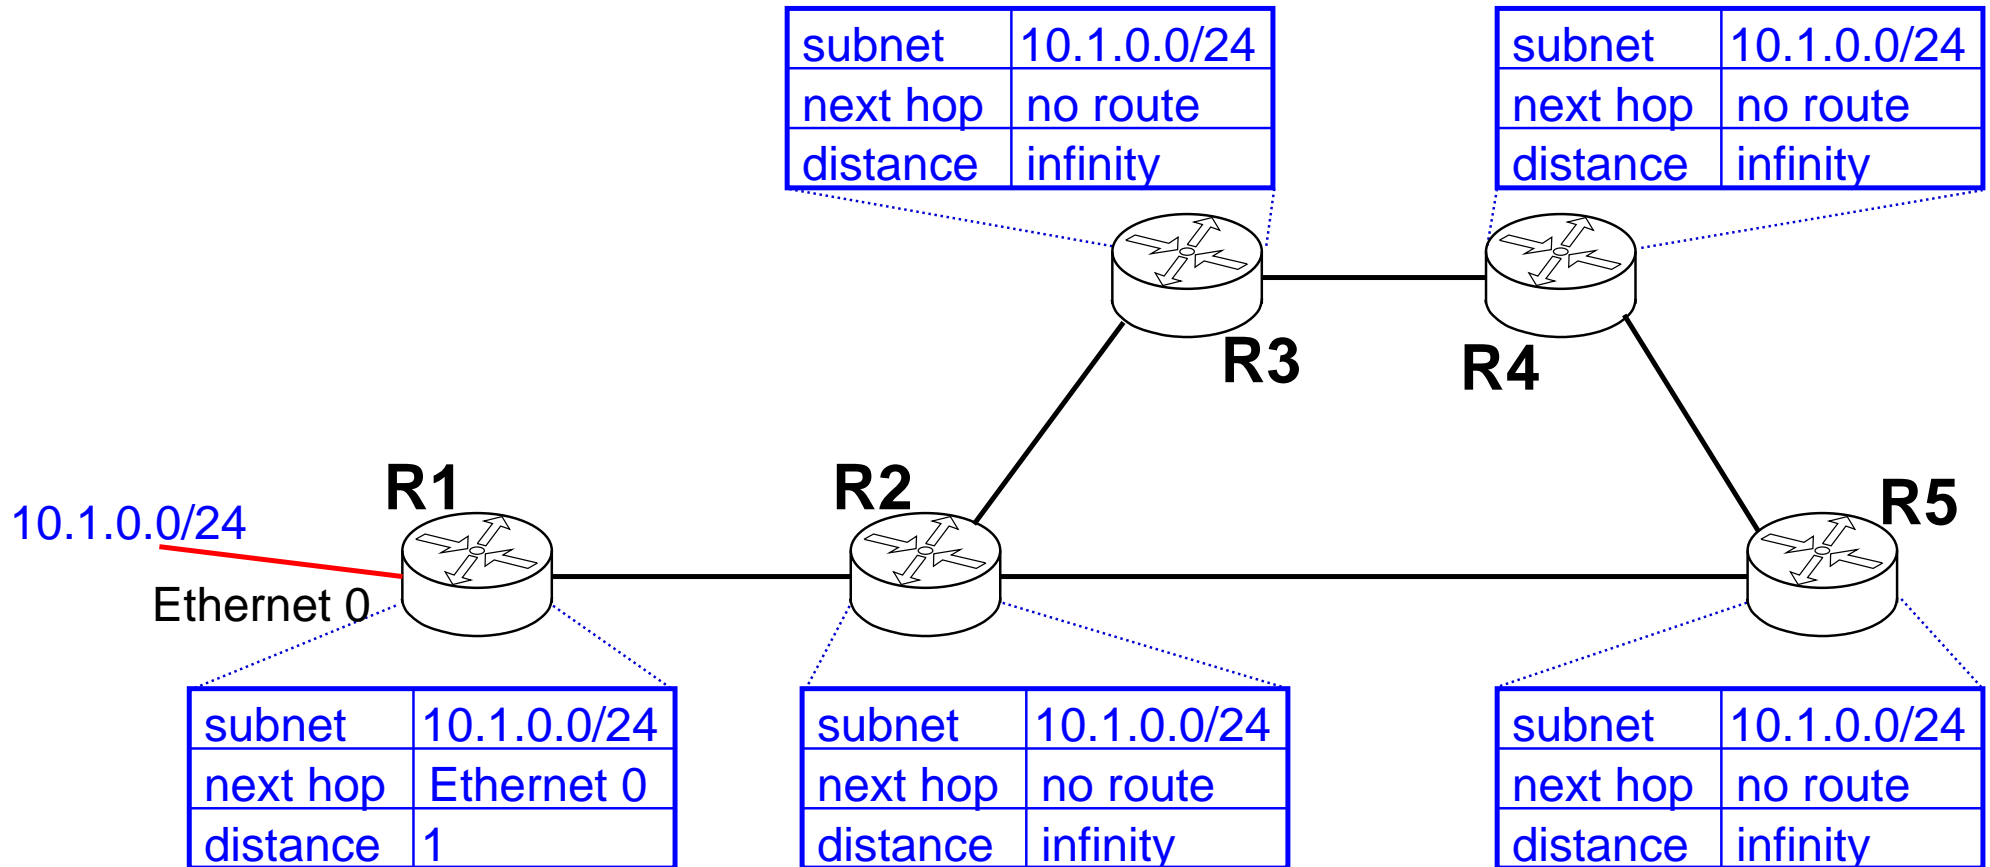 subnet 10.1.0.0/24
next hop no route
distance infinity
subnet 10.1.0.0/24
next hop no route
distance infinity
R3
R4
R1
R2
R5
10.1.0.0/24
Ethernet 0
subnet 10.1.0.0/24
next hop Ethernet 0
distance 1
subnet 10.1.0.0/24
next hop no route
distance infinity
subnet 10.1.0.0/24
next hop no route
distance infinity